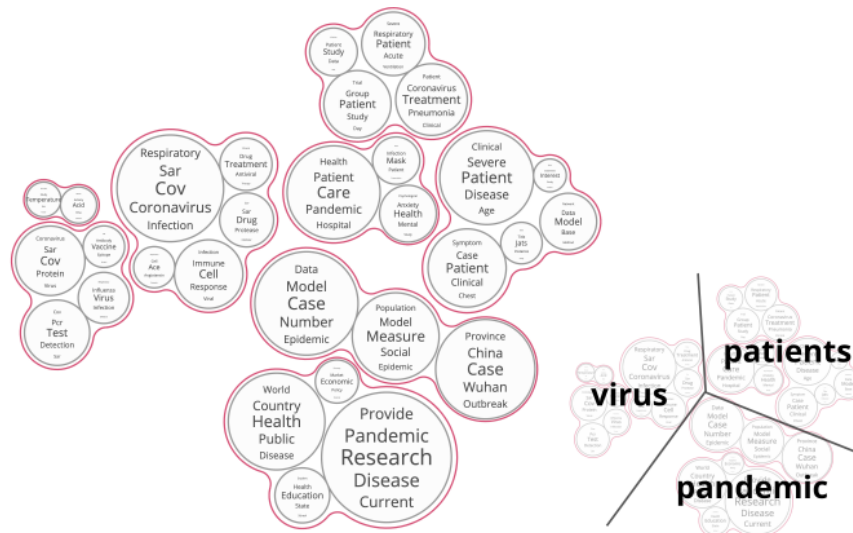 Patient
Study
Data
Severe
Respiratory
Patient
Acute
Ventilation
Trial
Group
Patient
Study
Day
Patient
Coronavirus
Treatment
Pneumonia
Clinical
Respiratory
Sar
Cov
Coronavirus
Infection
Drug
Treatment
Antiviral
Sar
Drug
Protease
Infection
Immune
Cell
Response
Viral
Ace
Health
Patient
Care
Pandemic
Hospital
Infection
Mask
Patient
Anxiety
Health
Mental
Clinical
Severe
Patient
Disease
Age
Interest
Data
Model
Base
Jats
Symptom
Case
Patient
Clinical
Chest
Temperature
Acid
Coronavirus
Sar
Cov
Protein
Virus
Antibody
Vaccine
Serum
Influenza
Virus
Infection
Pcr
Test
Detection
Data
Model
Case
Number
Epidemic
Population
Model
Measure
Social
Epidemic
Province
China
Case
Wuhan
Outbreak
World
Country
Health
Public
Disease
Market
Economic
Policy
Health
Education
State
Provide
Pandemic
Research
Disease
Current
patients
virus
pandemic